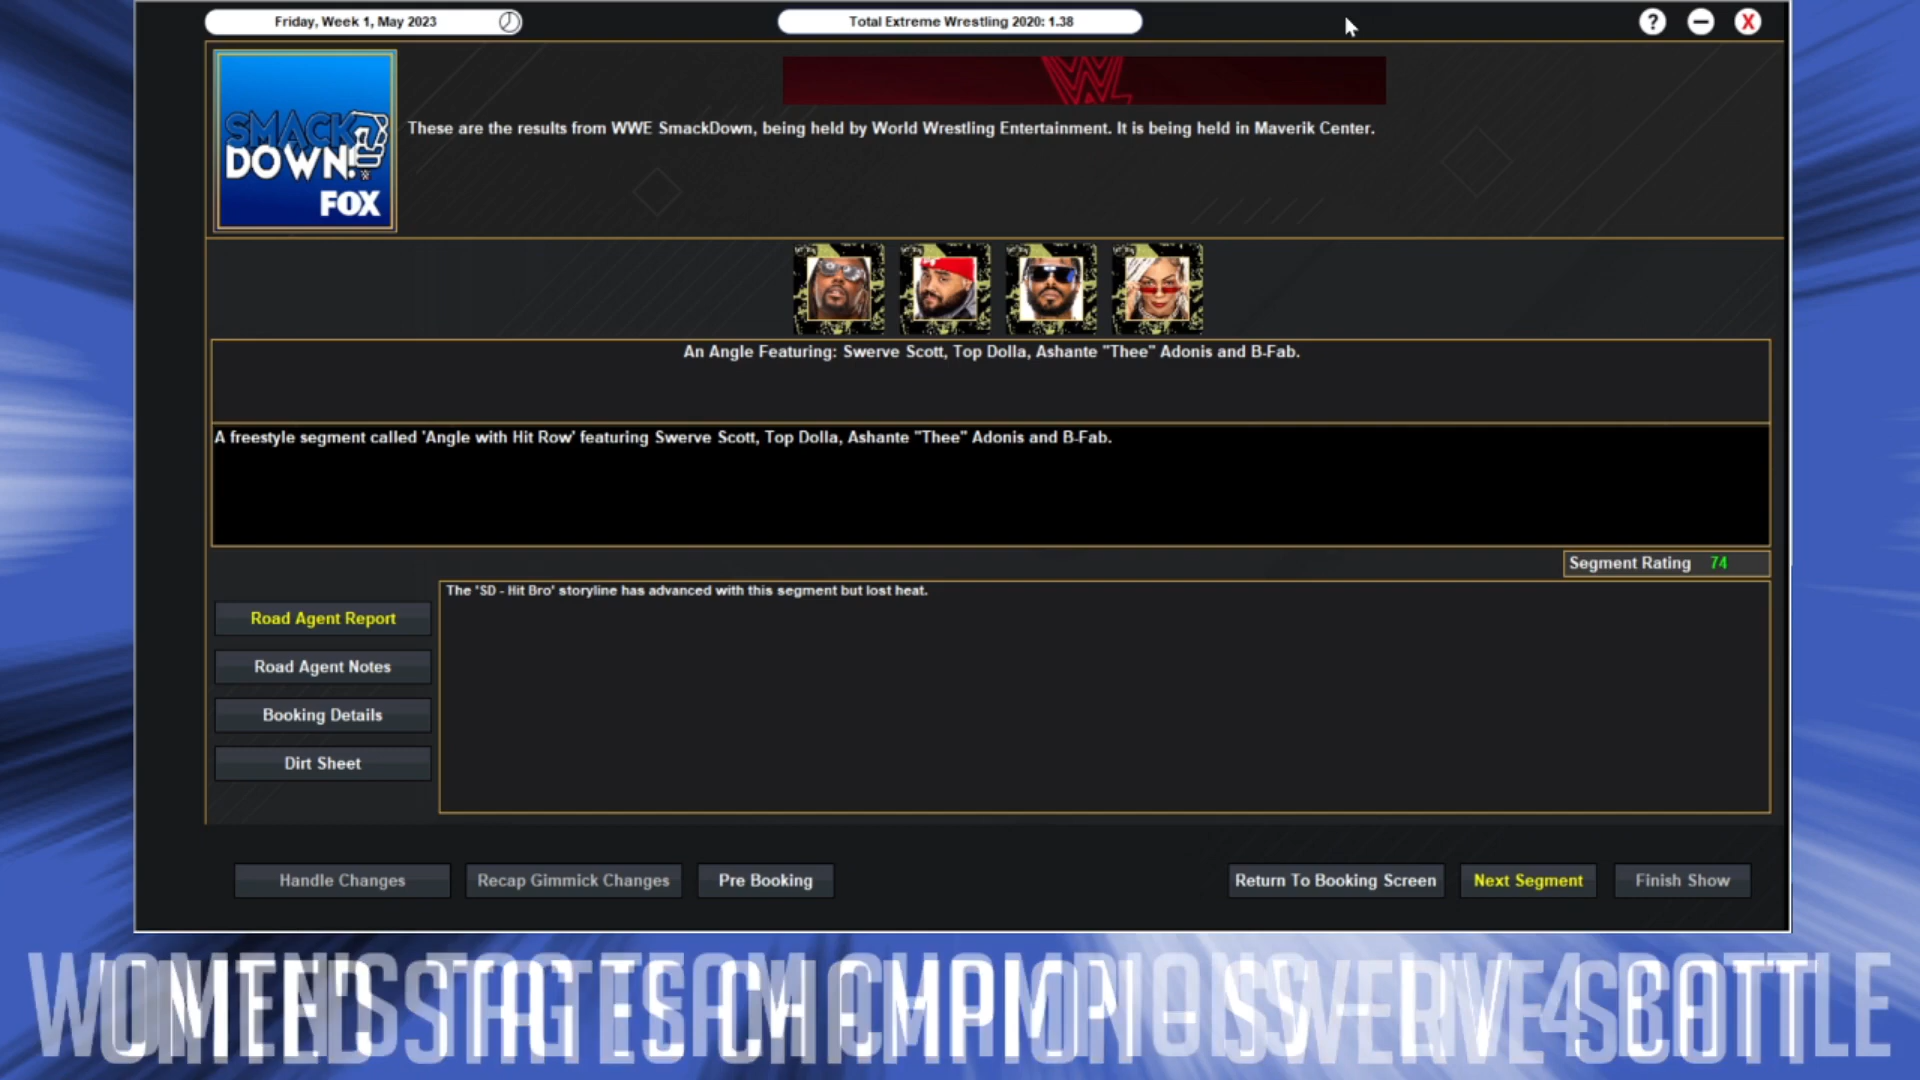 Friday, Week 1, May 2023
Total Extreme Wrestling 2020: 1.38
?
X
SMACK
DOWN!
FOX
These are the results from WWE SmackDown, being held by World Wrestling Entertainment. It is being held in Maverik Center.
An Angle Featuring: Swerve Scott, Top Dolla, Ashante "Thee" Adonis and B-Fab.
A freestyle segment called 'Angle with Hit Row' featuring Swerve Scott, Top Dolla, Ashante "Thee" Adonis and B-Fab.
Segment Rating 74
The 'SD - Hit Bro' storyline has advanced with this segment but lost heat.
Road Agent Report
Road Agent Notes
Booking Details
Dirt Sheet
Handle Changes
Recap Gimmick Changes
Pre Booking
Return To Booking Screen
Next Segment
Finish Show